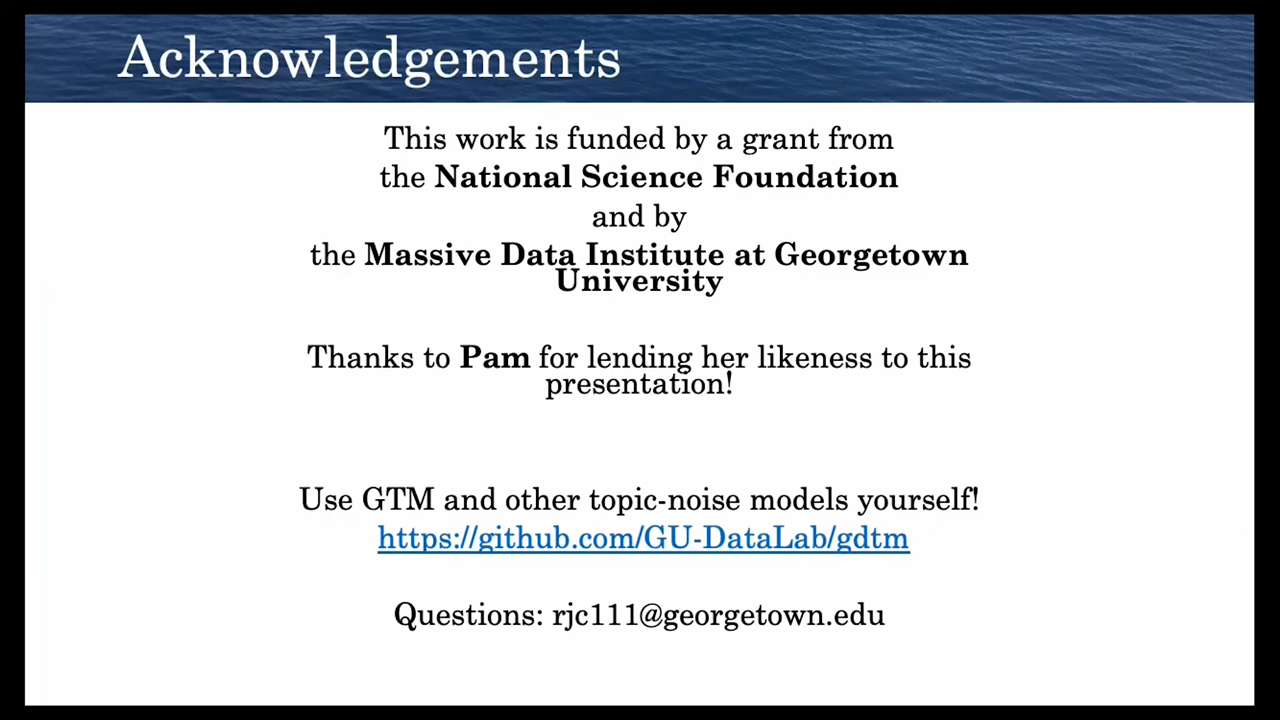 Acknowledgements
This work is funded by a grant from
the National Science Foundation
and by
the Massive Data Institute at Georgetown
University
Thanks to Pam for lending her likeness to this
presentation!
Use GTM and other topic-noise models yourself!
https://github.com/GU-DataLab/gdtm
Questions: rjc111@georgetown.edu